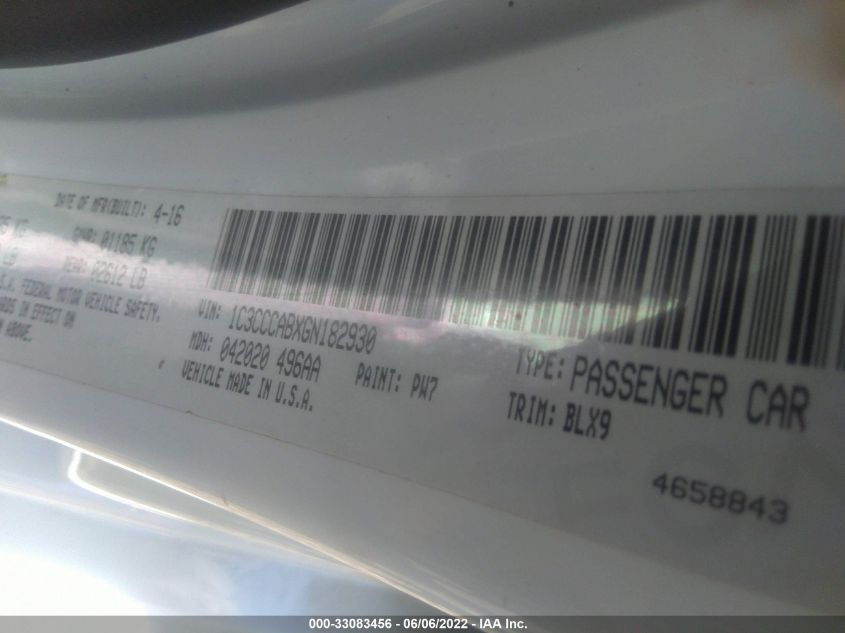 DATE OF MFR(BUILT): 4-16
GWR: 01185 KG
REAR: 02612 LB
U.S.A. FEDERAL MOTOR VEHICLE SAFETY,
IN EFFECT ON
ABOVE.
VIN: 1C3CCCABXGN182930
MDH: 042020 496AA
VEHICLE MADE IN U.S.A.
PAINT: PW7
TYPE: PASSENGER CAR
TRIM: BLX9
4658843
000-33083456 - 06/06/2022 - IAA Inc.